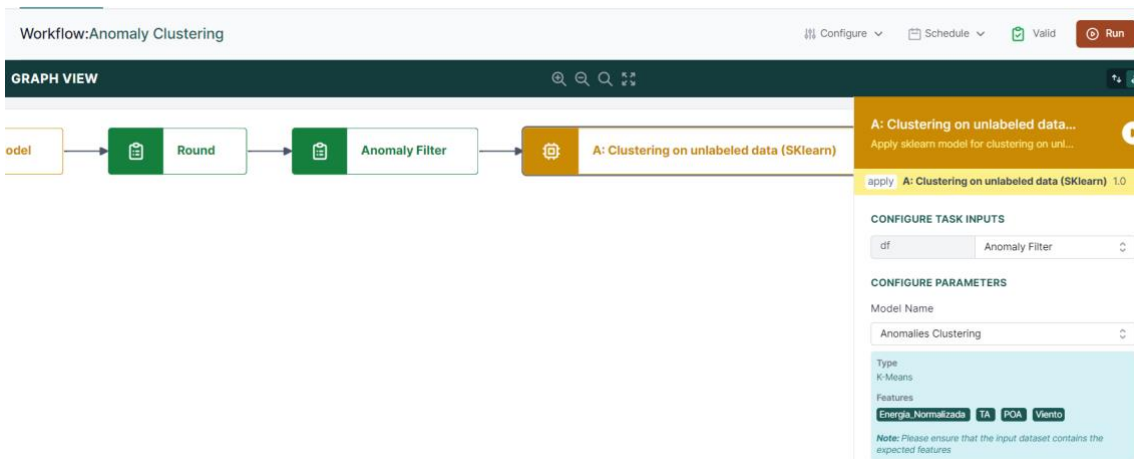 Workflow:Anomaly Clustering
Configure
Schedule
Valid
Run
GRAPH VIEW
odel
Round
Anomaly Filter
A: Clustering on unlabeled data (SKlearn)
A: Clustering on unlabeled data...
Apply sklearn model for clustering on unl...
apply A: Clustering on unlabeled data (SKlearn) 1.0
CONFIGURE TASK INPUTS
df Anomaly Filter
CONFIGURE PARAMETERS
Model Name
Anomalies Clustering
Type
K-Means
Features
Energia_Normalizada TA POA Viento
Note: Please ensure that the input dataset contains the
expected features